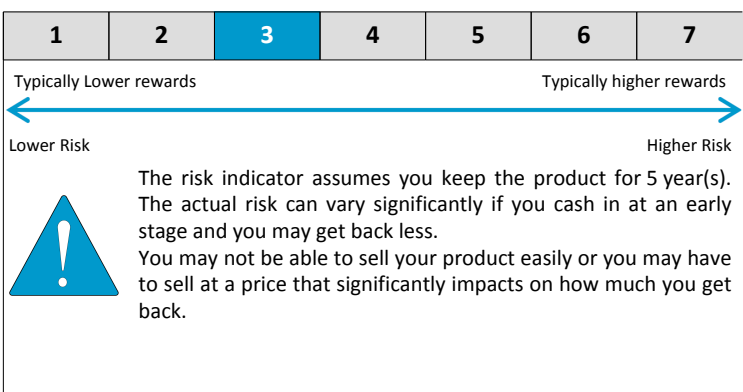 1 2 3 4 5 6 7
Typically Lower rewards Typically higher rewards
Lower Risk Higher Risk
The risk indicator assumes you keep the product for 5 year(s).
The actual risk can vary significantly if you cash in at an early
stage and you may get back less.
You may not be able to sell your product easily or you may have
to sell at a price that significantly impacts on how much you get
back.